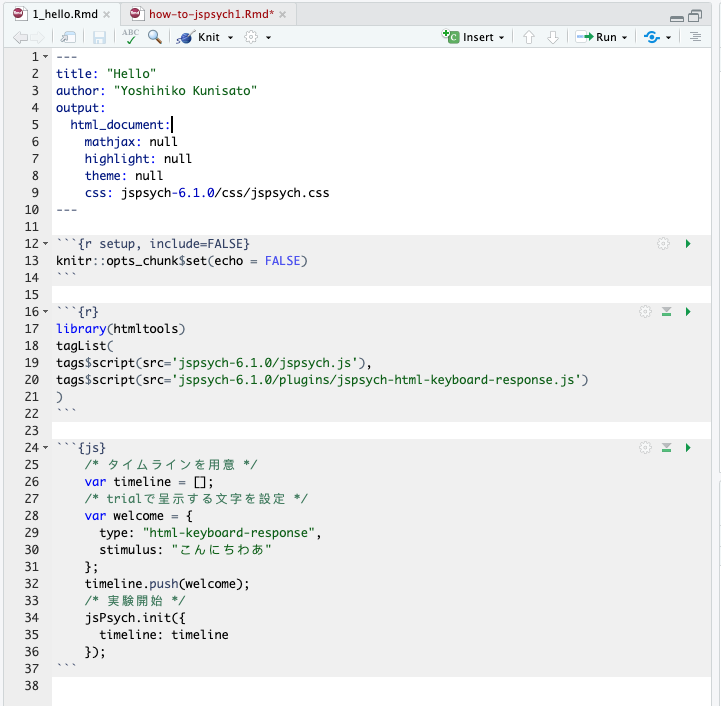 1_hello.Rmd × how-to-jspsych1.Rmd* ×
ABC Knit Insert Run
1 ---
2 title: "Hello"
3 author: "Yoshihiko Kunisato"
4 output:
5   html_document:
6     mathjax: null
7     highlight: null
8     theme: null
9     css: jspsych-6.1.0/css/jspsych.css
10 ---
11
12 ```{r setup, include=FALSE}
13 knitr::opts_chunk$set(echo = FALSE)
14 ```
15
16 ```{r}
17 library(htmltools)
18 tagList(
19 tags$script(src='jspsych-6.1.0/jspsych.js'),
20 tags$script(src='jspsych-6.1.0/plugins/jspsych-html-keyboard-response.js')
21 )
22 ```
23
24 ```{js}
25     /* タイムラインを用意 */
26     var timeline = [];
27     /* trialで呈示する文字を設定 */
28     var welcome = {
29       type: "html-keyboard-response",
30       stimulus: "こんにちわあ"
31     };
32     timeline.push(welcome);
33     /* 実験開始 */
34     jsPsych.init({
35       timeline: timeline
36     });
37 ```
38